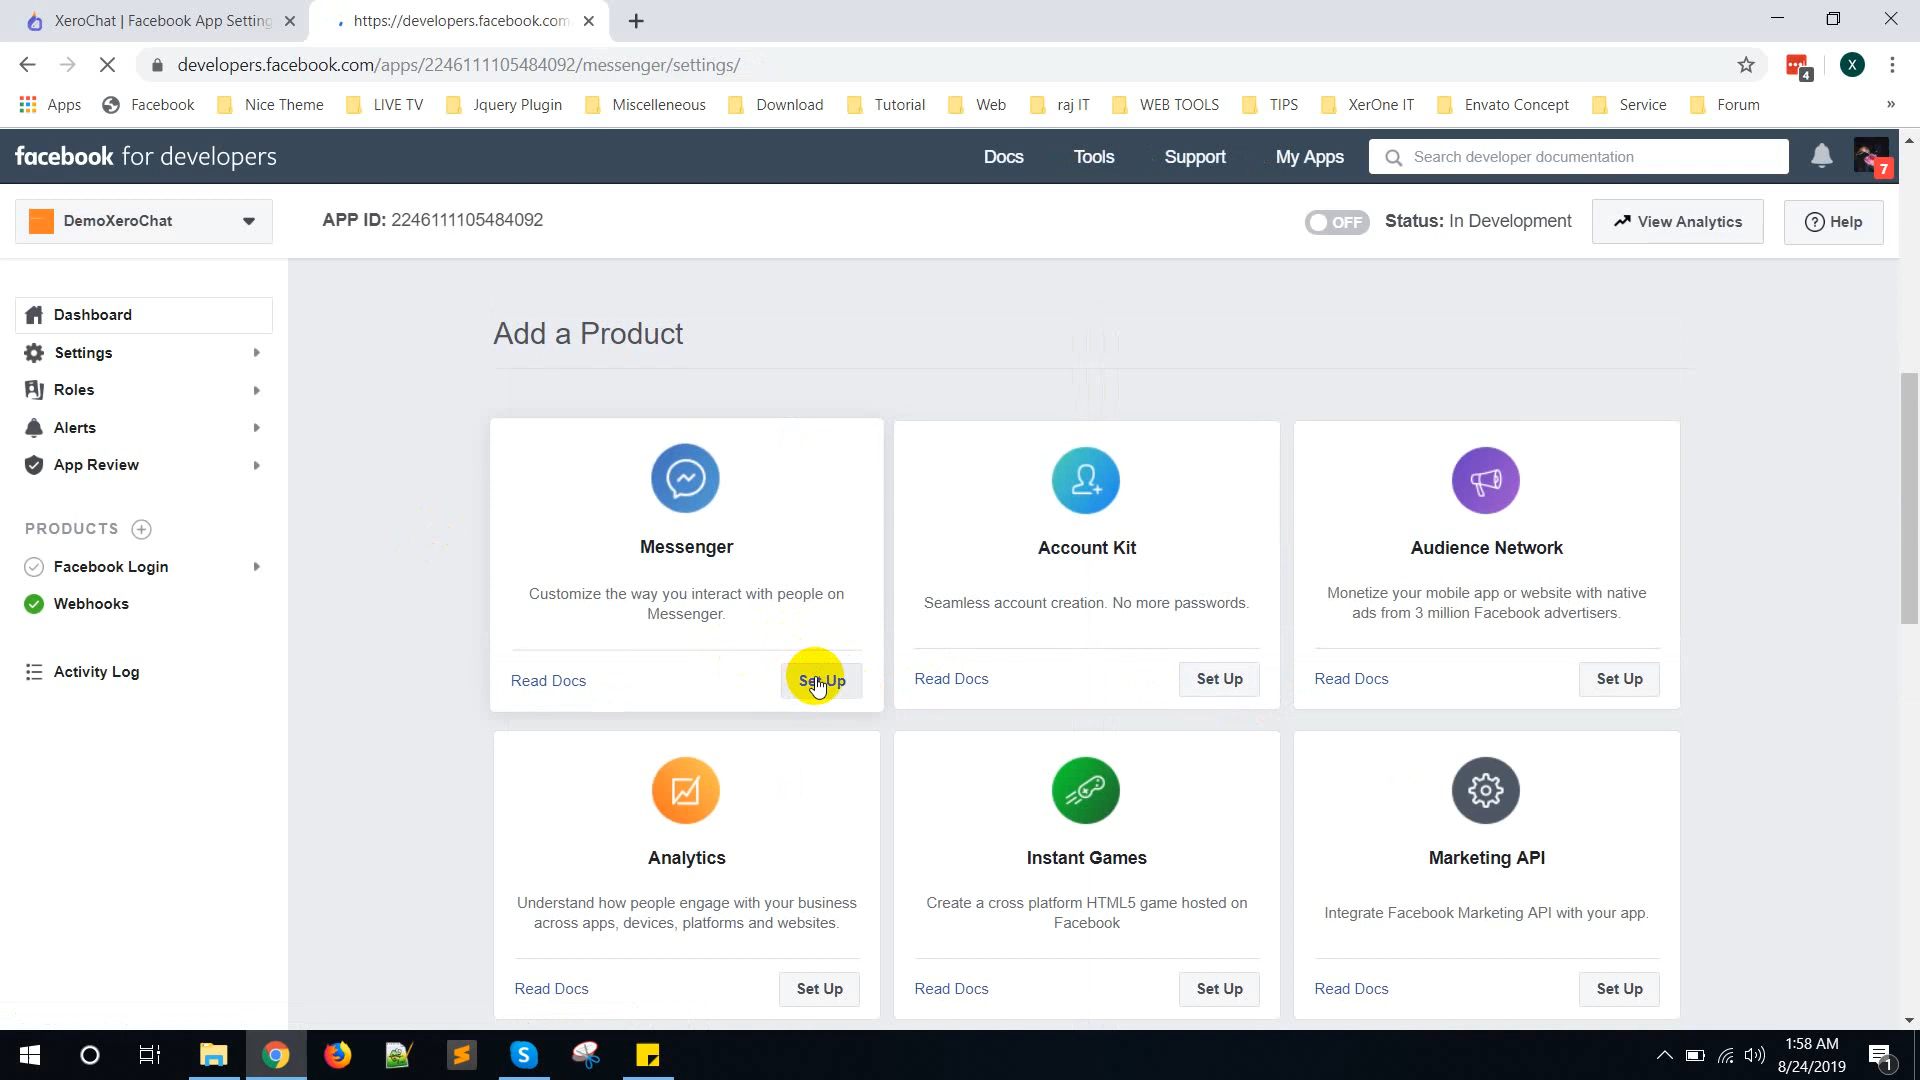 XeroChat | Facebook App Setting
https://developers.facebook.com
developers.facebook.com/apps/2246111105484092/messenger/settings/
4
X
Apps
Facebook
Nice Theme
LIVE TV
Jquery Plugin
Miscelleneous
Download
Tutorial
Web
raj IT
WEB TOOLS
TIPS
XerOne IT
Envato Concept
Service
Forum
»
facebook for developers
Docs
Tools
Support
My Apps
Search developer documentation
7
DemoXeroChat
APP ID: 2246111105484092
OFF
Status: In Development
View Analytics
Help
Dashboard
Settings
Roles
Alerts
App Review
PRODUCTS
Facebook Login
Webhooks
Activity Log
Add a Product
Messenger
Customize the way you interact with people on
Messenger.
Read Docs
Set Up
Account Kit
Seamless account creation. No more passwords.
Read Docs
Set Up
Audience Network
Monetize your mobile app or website with native
ads from 3 million Facebook advertisers.
Read Docs
Set Up
Analytics
Understand how people engage with your business
across apps, devices, platforms and websites.
Read Docs
Set Up
Instant Games
Create a cross platform HTML5 game hosted on
Facebook
Read Docs
Set Up
Marketing API
Integrate Facebook Marketing API with your app.
Read Docs
Set Up
1:58 AM
8/24/2019
1